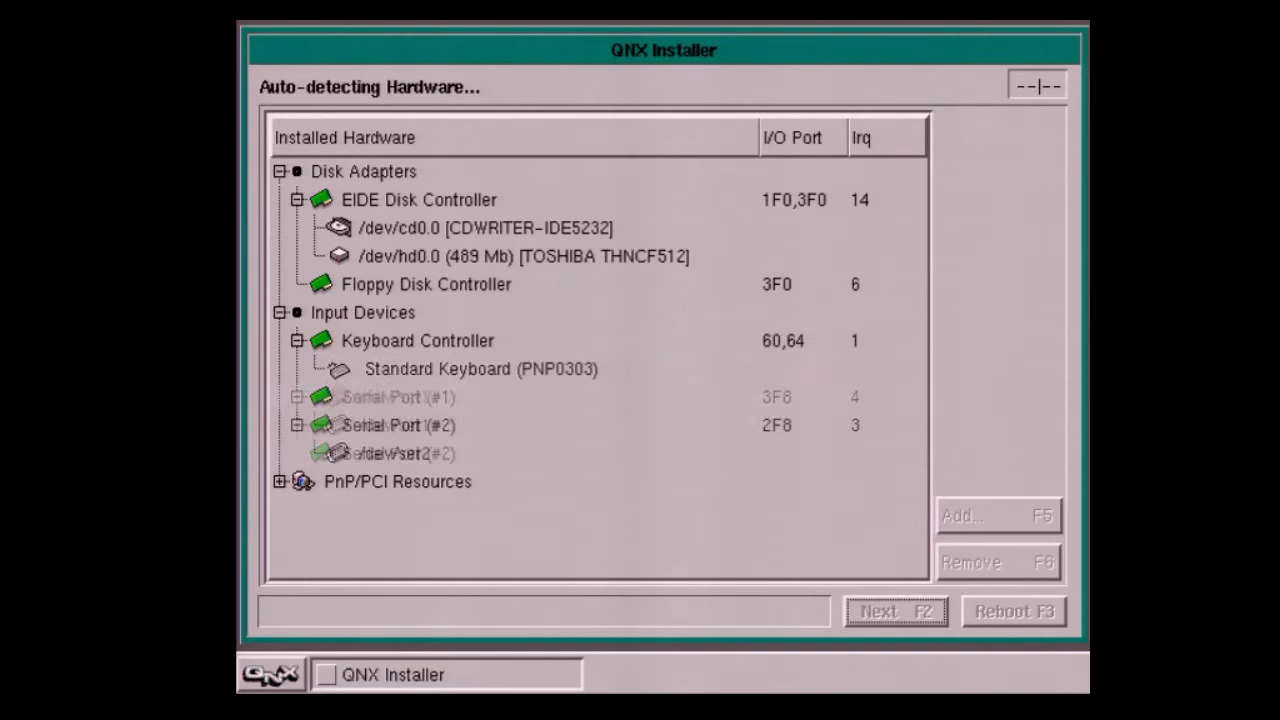 QNX Installer
Auto-detecting Hardware... --|--
Installed Hardware I/O Port Irq
Disk Adapters
EIDE Disk Controller 1F0,3F0 14
/dev/cd0.0 [CDWRITER-IDE5232]
/dev/hd0.0 (489 Mb) [TOSHIBA THNCF512]
Floppy Disk Controller 3F0 6
Input Devices
Keyboard Controller 60,64 1
Standard Keyboard (PNP0303)
Serial Port (#1) 3F8 4
Serial Port (#2) 2F8 3
PnP/PCI Resources
Add... F5
Remove F6
Next F2 Reboot F3
QNX QNX Installer